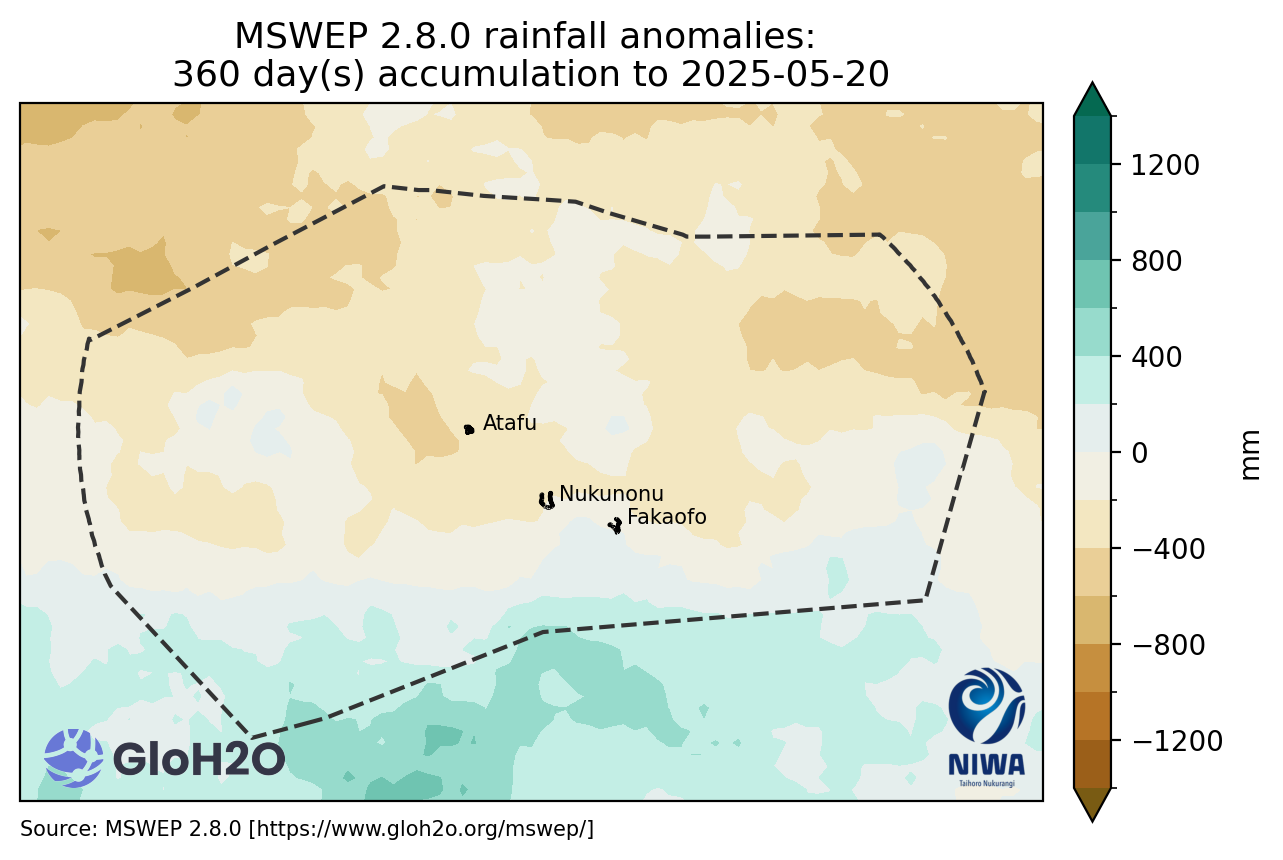 MSWEP 2.8.0 rainfall anomalies:
360 day(s) accumulation to 2025-05-20
1200
800
400
0
−400
−800
−1200
mm
Atafu
Nukunonu
Fakaofo
GloH2O
NIWA
Taihoro Nukurangi
Source: MSWEP 2.8.0 [https://www.gloh2o.org/mswep/]